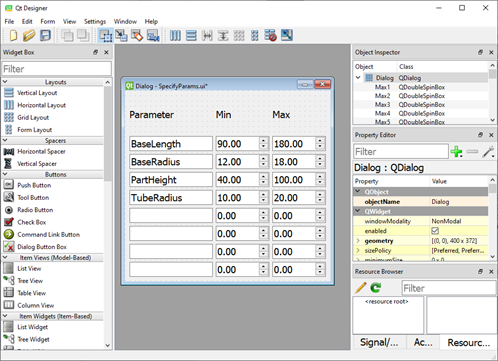 Qt Designer
File Edit Form View Settings Window Help
Widget Box
Filter
Layouts
Vertical Layout
Horizontal Layout
Grid Layout
Form Layout
Spacers
Horizontal Spacer
Vertical Spacer
Buttons
Push Button
Tool Button
Radio Button
Check Box
Command Link Button
Dialog Button Box
Item Views (Model-Based)
List View
Tree View
Table View
Column View
Item Widgets (Item-Based)
List Widget
Tree Widget
Dialog - SpecifyParams.ui*
Parameter Min Max
BaseLength 90.00 180.00
BaseRadius 12.00 18.00
PartHeight 40.00 100.00
TubeRadius 10.00 20.00
0.00 0.00
0.00 0.00
0.00 0.00
0.00 0.00
Object Inspector
Object Class
Dialog QDialog
Max1 QDoubleSpinBox
Max2 QDoubleSpinBox
Max3 QDoubleSpinBox
Max4 QDoubleSpinBox
Max5 QDoubleSpinBox
Property Editor
Filter
Dialog : QDialog
Property Value
QObject
objectName Dialog
QWidget
windowModality NonModal
enabled
geometry [(0, 0), 400 x 372]
sizePolicy [Preferred, Prefe...
minimumSize 0 x 0
Resource Browser
Filter
<resource root>
Signal/... Ac... Resourc...